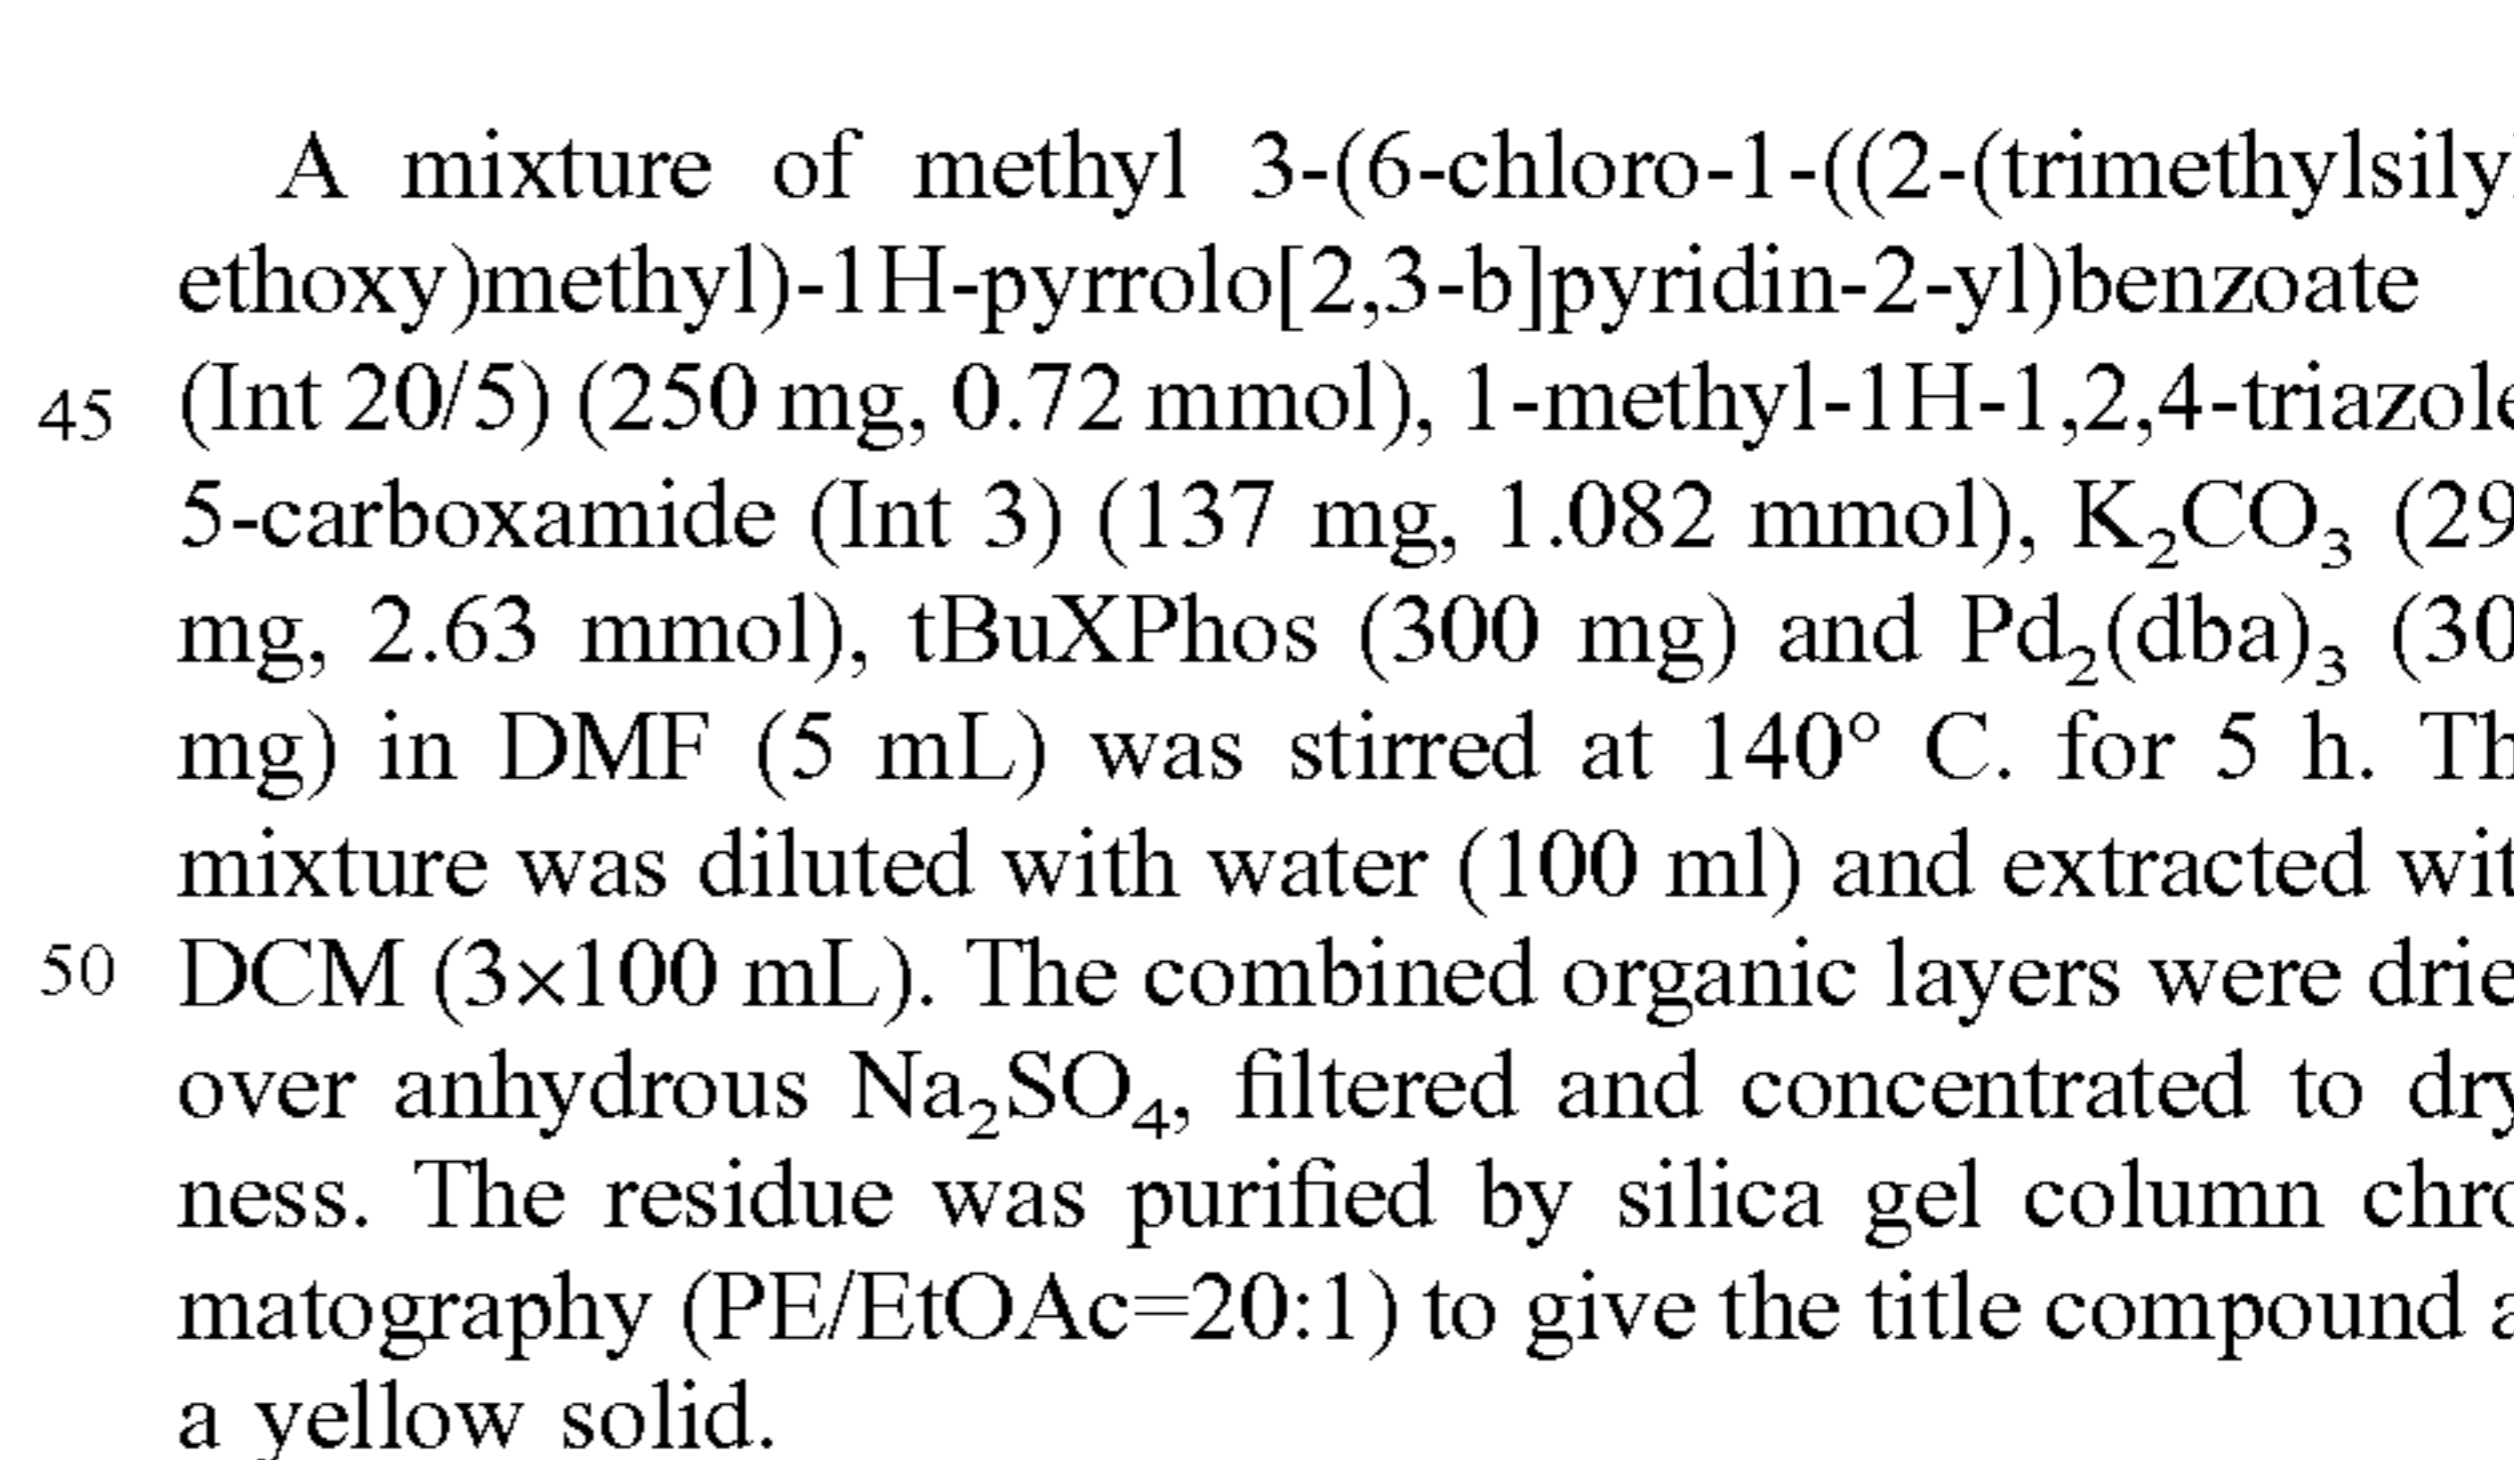 A mixture of methyl 3-(6-chloro-1-((2-(trimethylsily
ethoxy)methyl)-1H-pyrrolo[2,3-b]pyridin-2-yl)benzoate
45 (Int 20/5) (250 mg, 0.72 mmol), 1-methyl-1H-1,2,4-triazole
5-carboxamide (Int 3) (137 mg, 1.082 mmol), K₂CO₃ (29
mg, 2.63 mmol), tBuXPhos (300 mg) and Pd₂(dba)₃ (30
mg) in DMF (5 mL) was stirred at 140° C. for 5 h. Th
mixture was diluted with water (100 ml) and extracted wit
50 DCM (3×100 mL). The combined organic layers were drie
over anhydrous Na₂SO₄, filtered and concentrated to dry
ness. The residue was purified by silica gel column chro
matography (PE/EtOAc=20:1) to give the title compound a
a yellow solid.